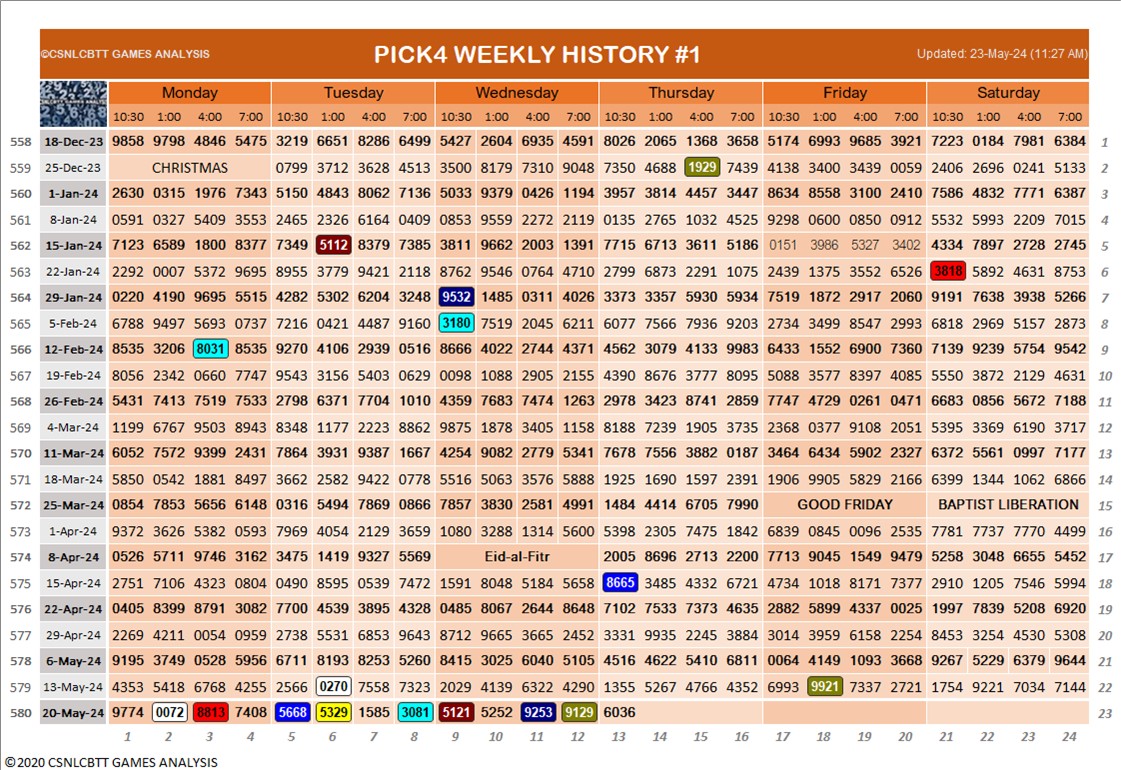 ©CSNLCBTT GAMES ANALYSIS PICK4 WEEKLY HISTORY #1 Updated: 23-May-24 (11:27 AM)
Monday Tuesday Wednesday Thursday Friday Saturday
10:30 1:00 4:00 7:00 10:30 1:00 4:00 7:00 10:30 1:00 4:00 7:00 10:30 1:00 4:00 7:00 10:30 1:00 4:00 7:00 10:30 1:00 4:00 7:00
558 18-Dec-23 9858 9798 4846 5475 3219 6651 8286 6499 5427 2604 6935 4591 8026 2065 1368 3658 5174 6993 9685 3921 7223 0184 7981 6384 1
559 25-Dec-23 CHRISTMAS 0799 3712 3628 4513 3500 8179 7310 9048 7350 4688 1929 7439 4138 3400 3439 0059 2406 2696 0241 5133 2
560 1-Jan-24 2630 0315 1976 7343 5150 4843 8062 7136 5033 9379 0426 1194 3957 3814 4457 3447 8634 8558 3100 2410 7586 4832 7771 6387 3
561 8-Jan-24 0591 0327 5409 3553 2465 2326 6164 0409 0853 9559 2272 2119 0135 2765 1032 4525 9298 0600 0850 0912 5532 5993 2209 7015 4
562 15-Jan-24 7123 6589 1800 8377 7349 5112 8379 7385 3811 9662 2003 1391 7715 6713 3611 5186 0151 3986 5327 3402 4334 7897 2728 2745 5
563 22-Jan-24 2292 0007 5372 9695 8955 3779 9421 2118 8762 9546 0764 4710 2799 6873 2291 1075 2439 1375 3552 6526 3818 5892 4631 8753 6
564 29-Jan-24 0220 4190 9695 5515 4282 5302 6204 3248 9532 1485 0311 4026 3373 3357 5930 5934 7519 1872 2917 2060 9191 7638 3938 5266 7
565 5-Feb-24 6788 9497 5693 0737 7216 0421 4487 9160 3180 7519 2045 6211 6077 7566 7936 9203 2734 3499 8547 2993 6818 2969 5157 2873 8
566 12-Feb-24 8535 3206 8031 8535 9270 4106 2939 0516 8666 4022 2744 4371 4562 3079 4133 9983 6433 1552 6900 7360 7139 9239 5754 9542 9
567 19-Feb-24 8056 2342 0660 7747 9543 3156 5403 0629 0098 1088 2905 2155 4390 8676 3777 8095 5088 3577 8397 4085 5550 3872 2129 4631 10
568 26-Feb-24 5431 7413 7519 7533 2798 6371 7704 1010 4359 7683 7474 1263 2978 3423 8741 2859 7747 4729 0261 0471 6683 0856 5672 7188 11
569 4-Mar-24 1199 6767 9503 8943 8348 1177 2223 8862 9875 1878 3405 1158 8188 7239 1905 3735 2368 0377 9108 2051 5395 3369 6190 3717 12
570 11-Mar-24 6052 7572 9399 2431 7864 3931 9387 1667 4254 9082 2779 5341 7678 7556 3882 0187 3464 6434 5902 2327 6372 5561 0997 7177 13
571 18-Mar-24 5850 0542 1881 8497 3662 2582 9422 0778 5516 5063 3576 5888 1925 1690 1597 2391 1906 9905 5829 2166 6399 1344 1062 6866 14
572 25-Mar-24 0854 7853 5656 6148 0316 5494 7869 0866 7857 3830 2581 4991 1484 4414 6705 7990 GOOD FRIDAY BAPTIST LIBERATION 15
573 1-Apr-24 9372 3626 5382 0593 7969 4054 2129 3659 1080 3288 1314 5600 5398 2305 7475 1842 6839 0845 0096 2535 7781 7737 7770 4499 16
574 8-Apr-24 0526 5711 9746 3162 3475 1419 9327 5569 Eid-al-Fitr 2005 8696 2713 2200 7713 9045 1549 9479 5258 3048 6655 5452 17
575 15-Apr-24 2751 7106 4323 0804 0490 8595 0539 7472 1591 8048 5184 5658 8665 3485 4332 6721 4734 1018 8171 7377 2910 1205 7546 5994 18
576 22-Apr-24 0405 8399 8791 3082 7700 4539 3895 4328 0485 8067 2644 8648 7102 7533 7373 4635 2882 5899 4337 0025 1997 7839 5208 6920 19
577 29-Apr-24 2269 4211 0054 0959 2738 5531 6853 9643 8712 9665 3665 2452 3331 9935 2245 3884 3014 3959 6158 2254 8453 3254 4530 5308 20
578 6-May-24 9195 3749 0528 5956 6711 8193 8253 5260 8415 3025 6040 5105 4516 4622 5410 6811 0064 4149 1093 3668 9267 5229 6379 9644 21
579 13-May-24 4353 5418 6768 4255 2566 0270 7558 7323 2029 4139 6322 4290 1355 5267 4766 4352 6993 9921 7337 2721 1754 9221 7034 7144 22
580 20-May-24 9774 0072 8813 7408 5668 5329 1585 3081 5121 5252 9253 9129 6036 23
1 2 3 4 5 6 7 8 9 10 11 12 13 14 15 16 17 18 19 20 21 22 23 24
©2020 CSNLCBTT GAMES ANALYSIS